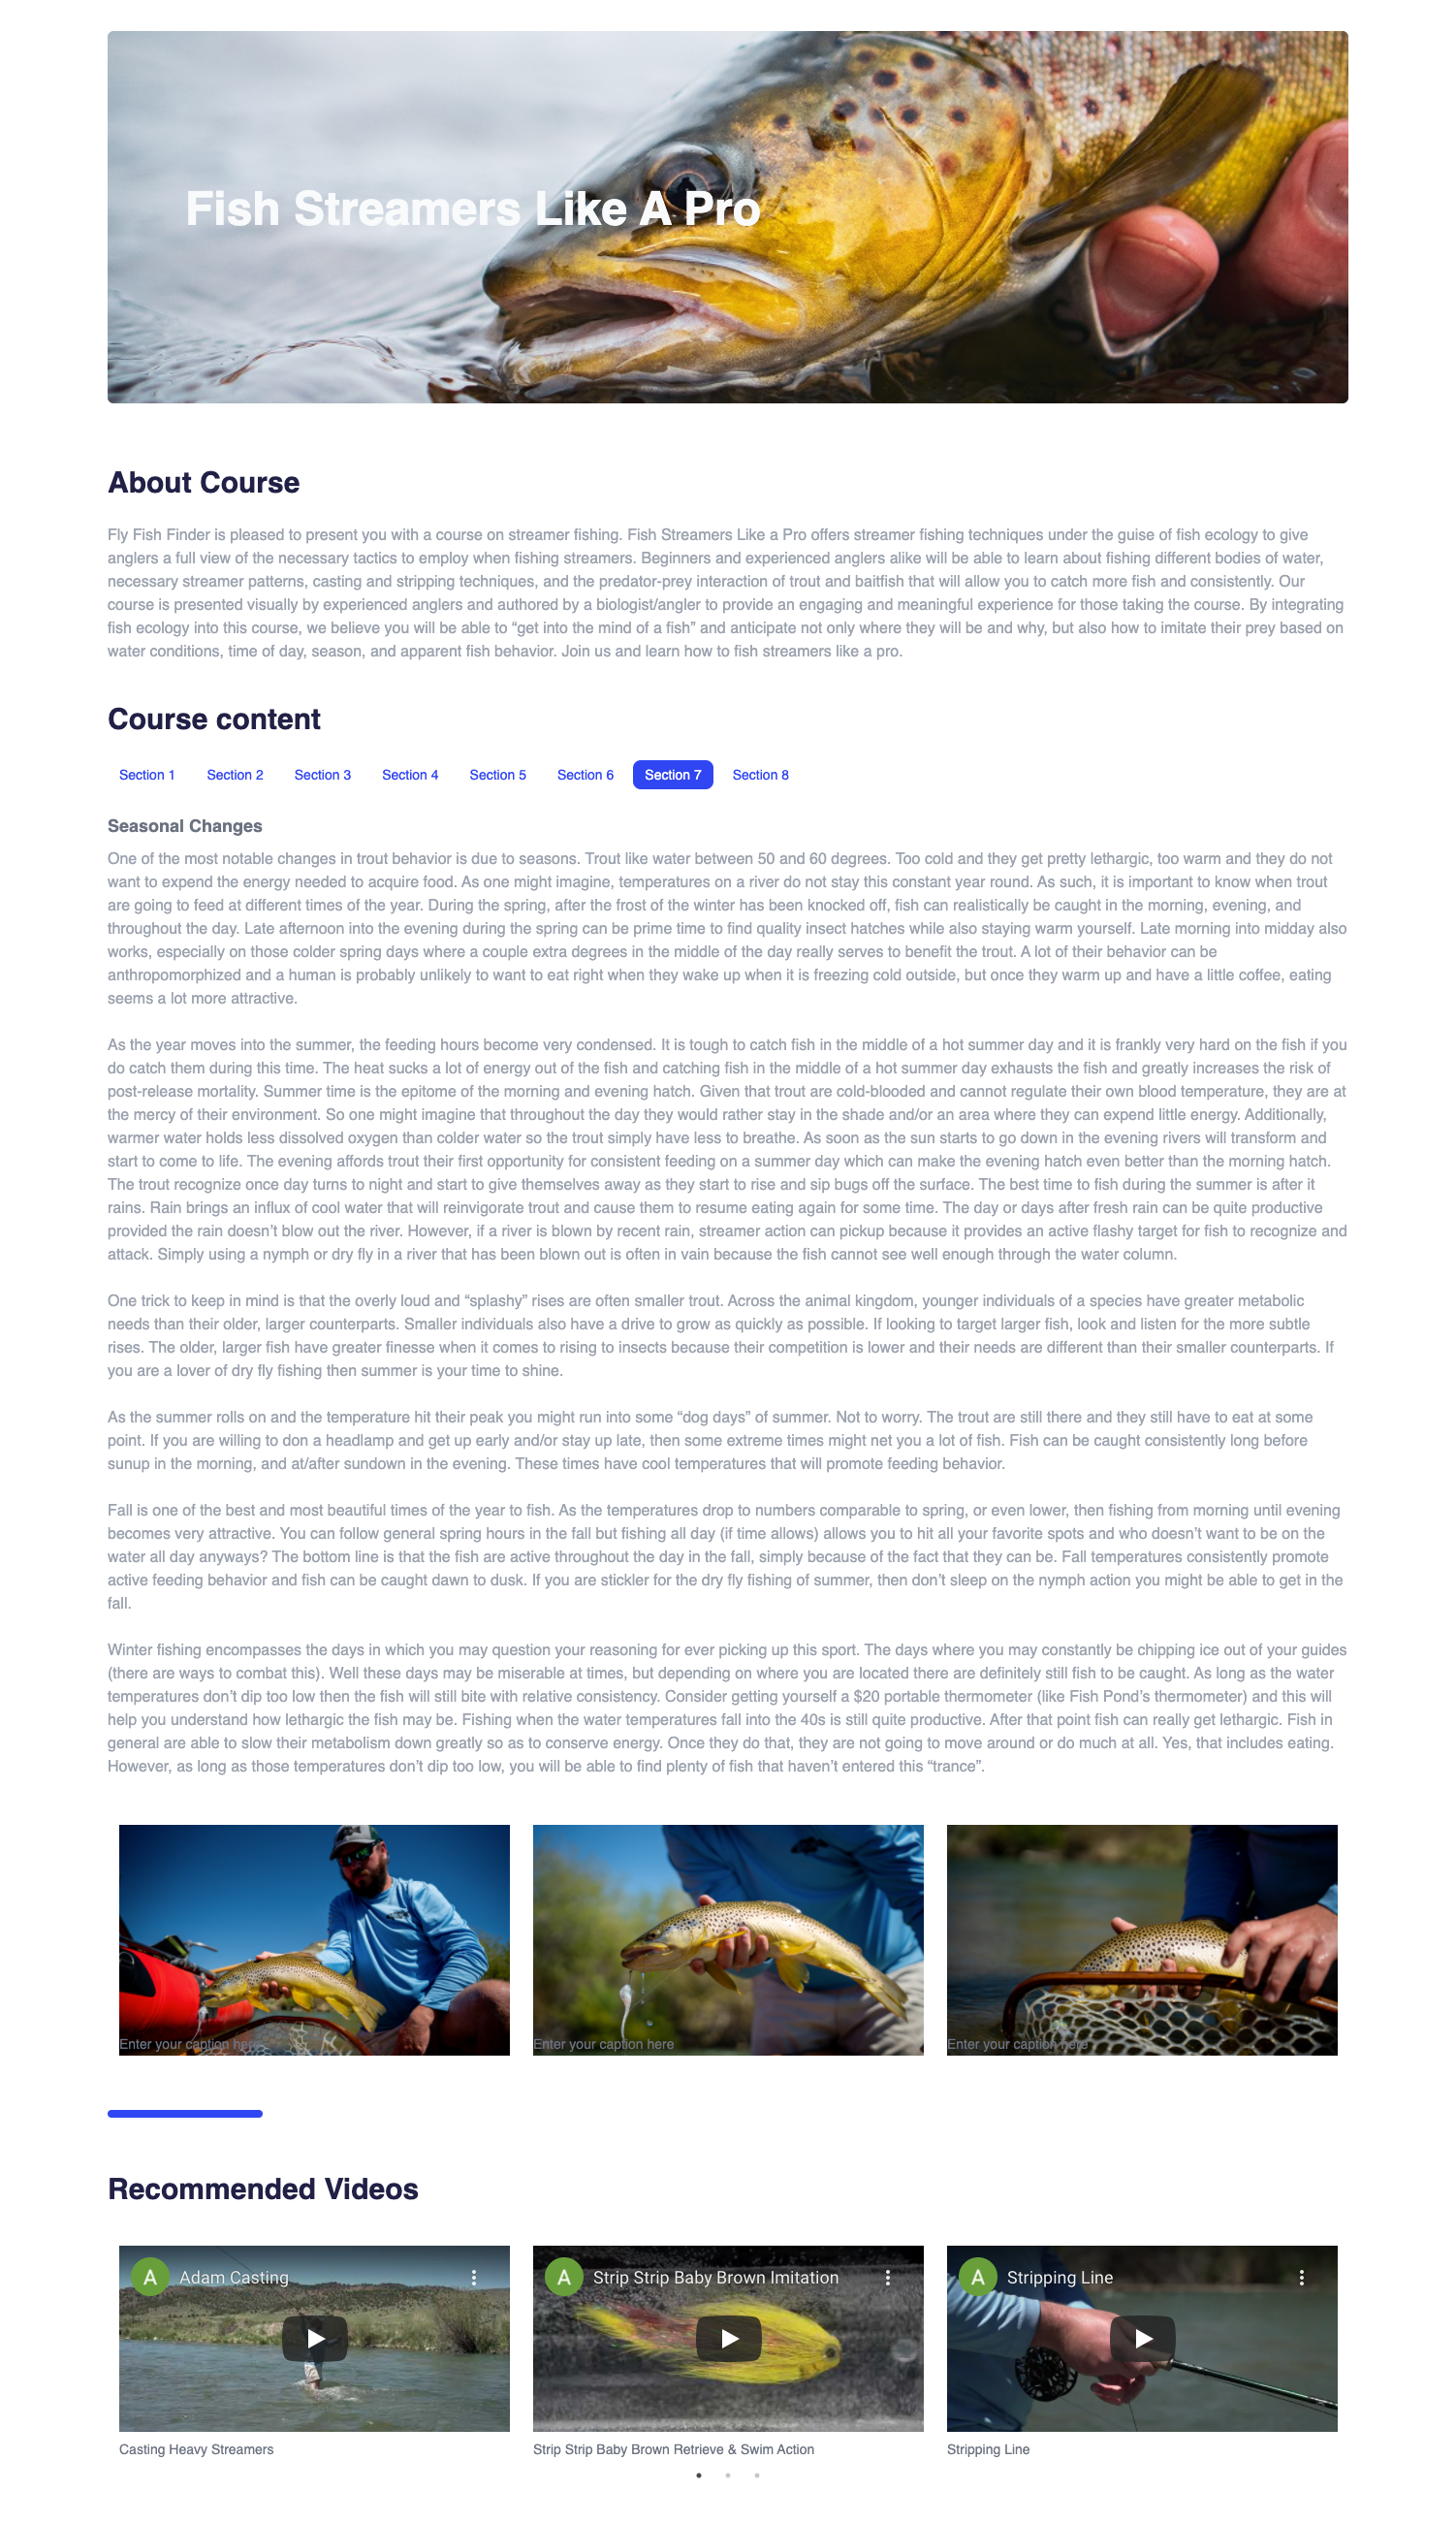 Fish Streamers Like A Pro
About Course
Fly Fish Finder is pleased to present you with a course on streamer fishing. Fish Streamers Like a Pro offers streamer fishing techniques under the guise of fish ecology to give
anglers a full view of the necessary tactics to employ when fishing streamers. Beginners and experienced anglers alike will be able to learn about fishing different bodies of water,
necessary streamer patterns, casting and stripping techniques, and the predator-prey interaction of trout and baitfish that will allow you to catch more fish and consistently. Our
course is presented visually by experienced anglers and authored by a biologist/angler to provide an engaging and meaningful experience for those taking the course. By integrating
fish ecology into this course, we believe you will be able to “get into the mind of a fish” and anticipate not only where they will be and why, but also how to imitate their prey based on
water conditions, time of day, season, and apparent fish behavior. Join us and learn how to fish streamers like a pro.
Course content
Section 1 Section 2 Section 3 Section 4 Section 5 Section 6 Section 7 Section 8
Seasonal Changes
One of the most notable changes in trout behavior is due to seasons. Trout like water between 50 and 60 degrees. Too cold and they get pretty lethargic, too warm and they do not
want to expend the energy needed to acquire food. As one might imagine, temperatures on a river do not stay this constant year round. As such, it is important to know when trout
are going to feed at different times of the year. During the spring, after the frost of the winter has been knocked off, fish can realistically be caught in the morning, evening, and
throughout the day. Late afternoon into the evening during the spring can be prime time to find quality insect hatches while also staying warm yourself. Late morning into midday also
works, especially on those colder spring days where a couple extra degrees in the middle of the day really serves to benefit the trout. A lot of their behavior can be
anthropomorphized and a human is probably unlikely to want to eat right when they wake up when it is freezing cold outside, but once they warm up and have a little coffee, eating
seems a lot more attractive.
As the year moves into the summer, the feeding hours become very condensed. It is tough to catch fish in the middle of a hot summer day and it is frankly very hard on the fish if you
do catch them during this time. The heat sucks a lot of energy out of the fish and catching fish in the middle of a hot summer day exhausts the fish and greatly increases the risk of
post-release mortality. Summer time is the epitome of the morning and evening hatch. Given that trout are cold-blooded and cannot regulate their own blood temperature, they are at
the mercy of their environment. So one might imagine that throughout the day they would rather stay in the shade and/or an area where they can expend little energy. Additionally,
warmer water holds less dissolved oxygen than colder water so the trout simply have less to breathe. As soon as the sun starts to go down in the evening rivers will transform and
start to come to life. The evening affords trout their first opportunity for consistent feeding on a summer day which can make the evening hatch even better than the morning hatch.
The trout recognize once day turns to night and start to give themselves away as they start to rise and sip bugs off the surface. The best time to fish during the summer is after it
rains. Rain brings an influx of cool water that will reinvigorate trout and cause them to resume eating again for some time. The day or days after fresh rain can be quite productive
provided the rain doesn’t blow out the river. However, if a river is blown by recent rain, streamer action can pickup because it provides an active flashy target for fish to recognize and
attack. Simply using a nymph or dry fly in a river that has been blown out is often in vain because the fish cannot see well enough through the water column.
One trick to keep in mind is that the overly loud and “splashy” rises are often smaller trout. Across the animal kingdom, younger individuals of a species have greater metabolic
needs than their older, larger counterparts. Smaller individuals also have a drive to grow as quickly as possible. If looking to target larger fish, look and listen for the more subtle
rises. The older, larger fish have greater finesse when it comes to rising to insects because their competition is lower and their needs are different than their smaller counterparts. If
you are a lover of dry fly fishing then summer is your time to shine.
As the summer rolls on and the temperature hit their peak you might run into some “dog days” of summer. Not to worry. The trout are still there and they still have to eat at some
point. If you are willing to don a headlamp and get up early and/or stay up late, then some extreme times might net you a lot of fish. Fish can be caught consistently long before
sunup in the morning, and at/after sundown in the evening. These times have cool temperatures that will promote feeding behavior.
Fall is one of the best and most beautiful times of the year to fish. As the temperatures drop to numbers comparable to spring, or even lower, then fishing from morning until evening
becomes very attractive. You can follow general spring hours in the fall but fishing all day (if time allows) allows you to hit all your favorite spots and who doesn’t want to be on the
water all day anyways? The bottom line is that the fish are active throughout the day in the fall, simply because of the fact that they can be. Fall temperatures consistently promote
active feeding behavior and fish can be caught dawn to dusk. If you are stickler for the dry fly fishing of summer, then don’t sleep on the nymph action you might be able to get in the
fall.
Winter fishing encompasses the days in which you may question your reasoning for ever picking up this sport. The days where you may constantly be chipping ice out of your guides
(there are ways to combat this). Well these days may be miserable at times, but depending on where you are located there are definitely still fish to be caught. As long as the water
temperatures don’t dip too low then the fish will still bite with relative consistency. Consider getting yourself a $20 portable thermometer (like Fish Pond’s thermometer) and this will
help you understand how lethargic the fish may be. Fishing when the water temperatures fall into the 40s is still quite productive. After that point fish can really get lethargic. Fish in
general are able to slow their metabolism down greatly so as to conserve energy. Once they do that, they are not going to move around or do much at all. Yes, that includes eating.
However, as long as those temperatures don’t dip too low, you will be able to find plenty of fish that haven’t entered this “trance”.
Enter your caption here Enter your caption here Enter your caption here
Recommended Videos
A Adam Casting A Strip Strip Baby Brown Imitation A Stripping Line
Casting Heavy Streamers Strip Strip Baby Brown Retrieve & Swim Action Stripping Line